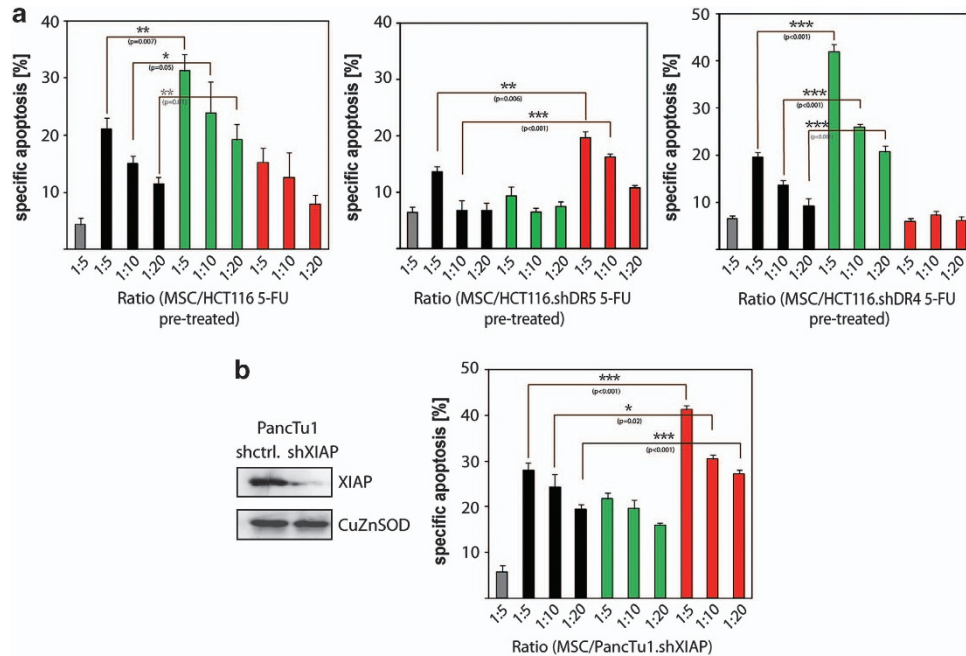 a
specific apoptosis [%]
40
30
20
10
**
(p=0.007)
*
(p=0.05)
**
(p=0.01)
1:5 1:5 1:10 1:20 1:5 1:10 1:20 1:5 1:10 1:20
Ratio (MSC/HCT116 5-FU
pre-treated)
specific apoptosis [%]
40
30
20
10
**
(p=0.006)
***
(p<0.001)
1:5 1:5 1:10 1:20 1:5 1:10 1:20 1:5 1:10 1:20
Ratio (MSC/HCT116.shDR5 5-FU
pre-treated)
specific apoptosis [%]
50
40
30
20
10
***
(p<0.001)
***
(p<0.001)
***
(p<0.001)
1:5 1:5 1:10 1:20 1:5 1:10 1:20 1:5 1:10 1:20
Ratio (MSC/HCT116.shDR4 5-FU
pre-treated)
b
PancTu1
shctrl. shXIAP
XIAP
CuZnSOD
specific apoptosis [%]
50
40
30
20
10
***
(p<0.001)
*
(p=0.02)
***
(p<0.001)
1:5 1:5 1:10 1:20 1:5 1:10 1:20 1:5 1:10 1:20
Ratio (MSC/PancTu1.shXIAP)